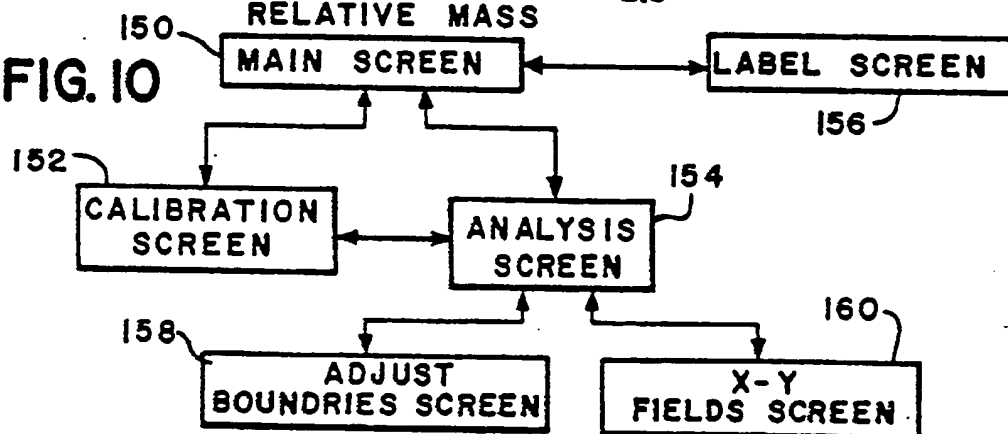 RELATIVE MASS
150
MAIN SCREEN
LABEL SCREEN
FIG. 10
156
152
154
CALIBRATION
SCREEN
ANALYSIS
SCREEN
158
160
ADJUST
BOUNDRIES SCREEN
X-Y
FIELDS SCREEN